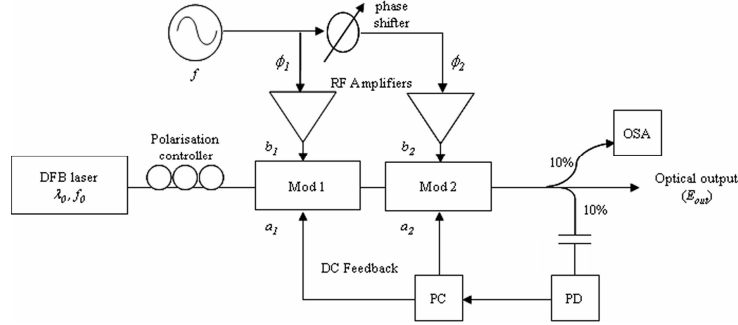 phase
shifter
f
ϕ1
ϕ2
RF Amplifiers
Polarisation
controller
b1
b2
OSA
10%
DFB laser
λ0, f0
Mod 1
Mod 2
Optical output
(Eout)
10%
a1
a2
DC Feedback
PC
PD